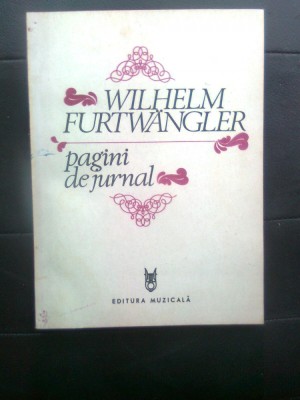 WILHELM
FURTWÄNGLER
pagini
de jurnal
EDITURA MUZICALĂ